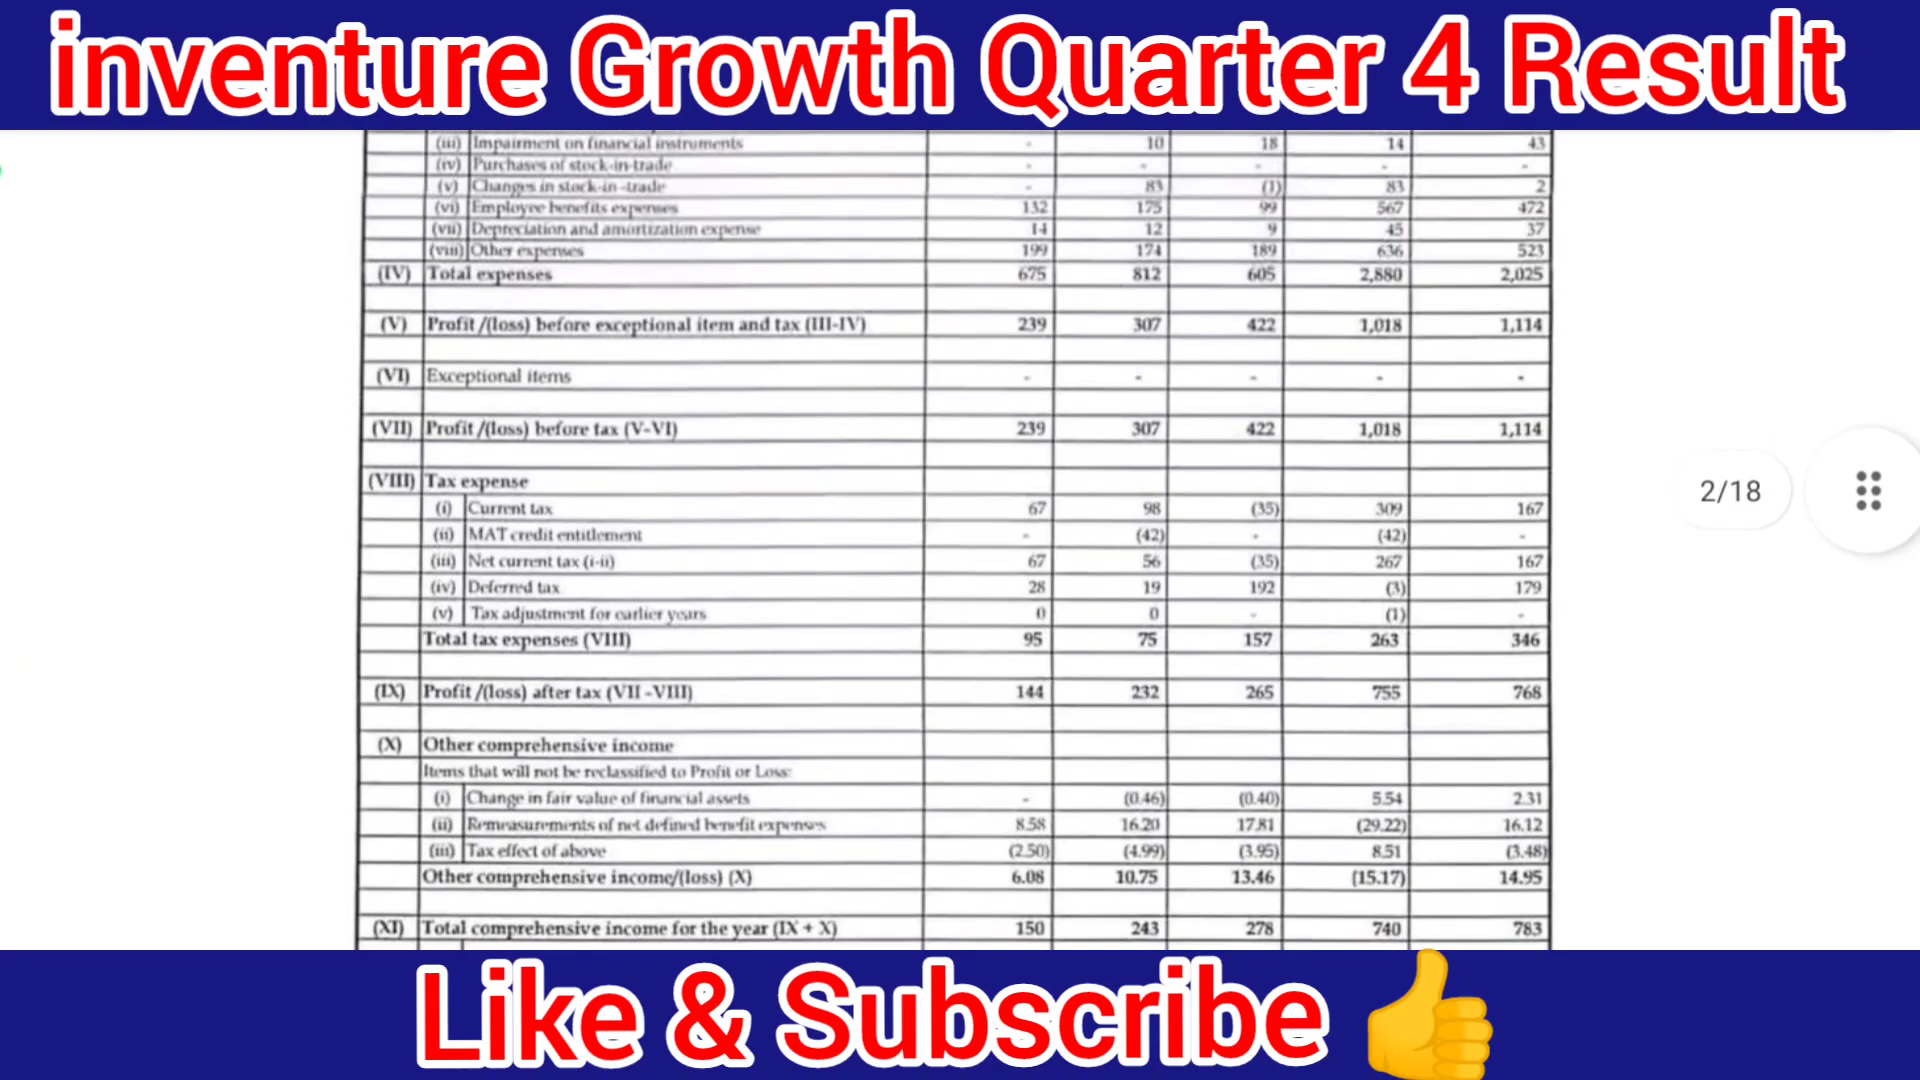 inventure Growth Quarter 4 Result
(iii) Impairment on financial instruments - 10 18 14 43
(iv) Purchases of stock-in-trade - - - - -
(v) Changes in stock-in -trade - 83 (1) 83 2
(vi) Employee benefits expenses 132 175 99 567 472
(vii) Depreciation and amortization expense 14 12 9 45 37
(viii) Other expenses 199 174 189 636 523
(IV) Total expenses 675 812 605 2,880 2,025
(V) Profit /(loss) before exceptional item and tax (III-IV) 239 307 422 1,018 1,114
(VI) Exceptional items - - - - -
(VII) Profit /(loss) before tax (V-VI) 239 307 422 1,018 1,114
2/18
(VIII) Tax expense
(i) Current tax 67 98 (35) 309 167
(ii) MAT credit entitlement - (42) - (42) -
(iii) Net current tax (i-ii) 67 56 (35) 267 167
(iv) Deferred tax 28 19 192 (3) 179
(v) Tax adjustment for earlier years 0 0 - (1) -
Total tax expenses (VIII) 95 75 157 263 346
(IX) Profit /(loss) after tax (VII -VIII) 144 232 265 755 768
(X) Other comprehensive income
Items that will not be reclassified to Profit or Loss:
(i) Change in fair value of financial assets - (0.46) (0.40) 5.54 2.31
(ii) Remeasurements of net defined benefit expenses 8.58 16.20 17.81 (29.22) 16.12
(iii) Tax effect of above (2.50) (4.99) (3.95) 8.51 (3.48)
Other comprehensive income/(loss) (X) 6.08 10.75 13.46 (15.17) 14.95
(XI) Total comprehensive income for the year (IX + X) 150 243 278 740 783
Like & Subscribe